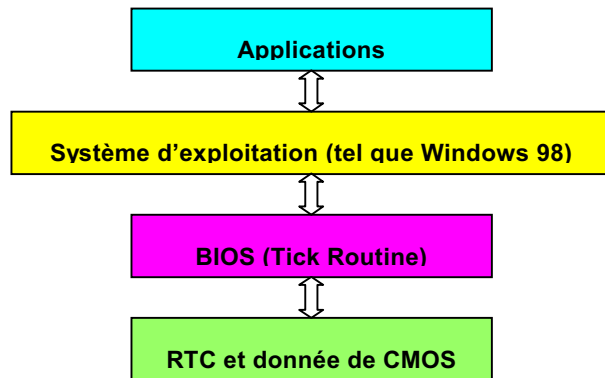 Applications
Système d’exploitation (tel que Windows 98)
BIOS (Tick Routine)
RTC et donnée de CMOS